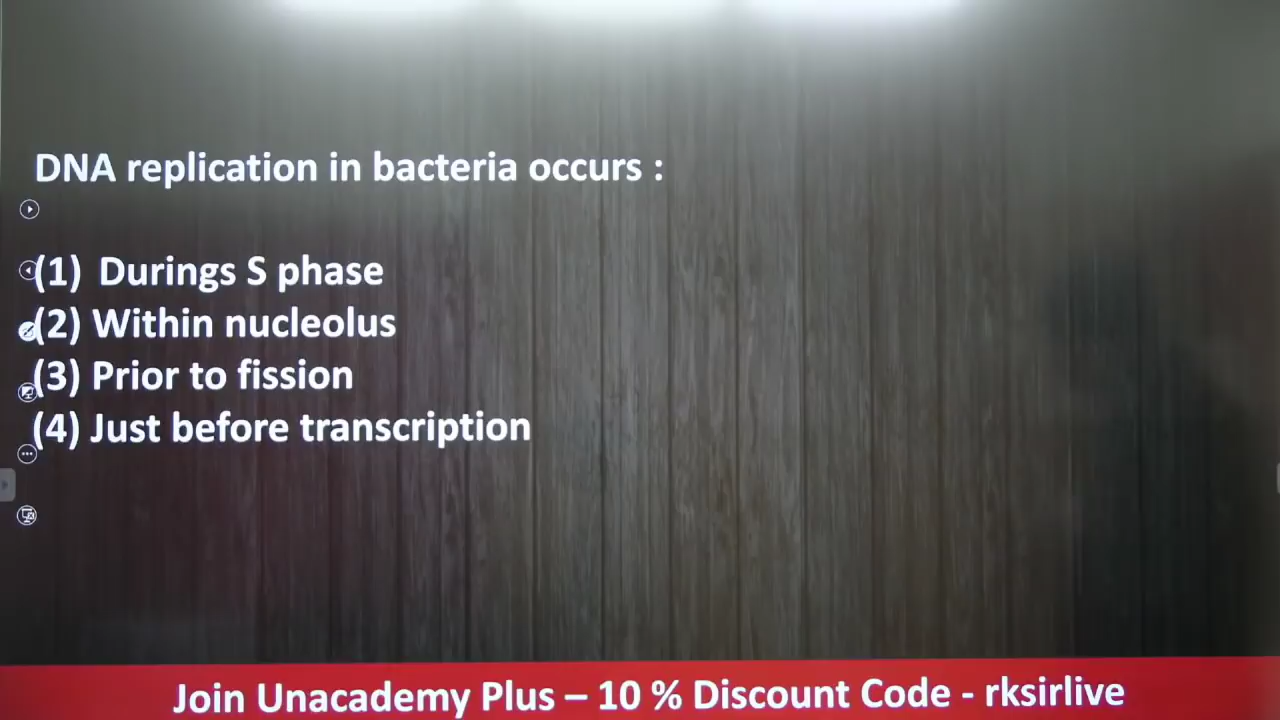 DNA replication in bacteria occurs :
(1) Durings S phase
(2) Within nucleolus
(3) Prior to fission
(4) Just before transcription
Join Unacademy Plus – 10 % Discount Code - rksirlive